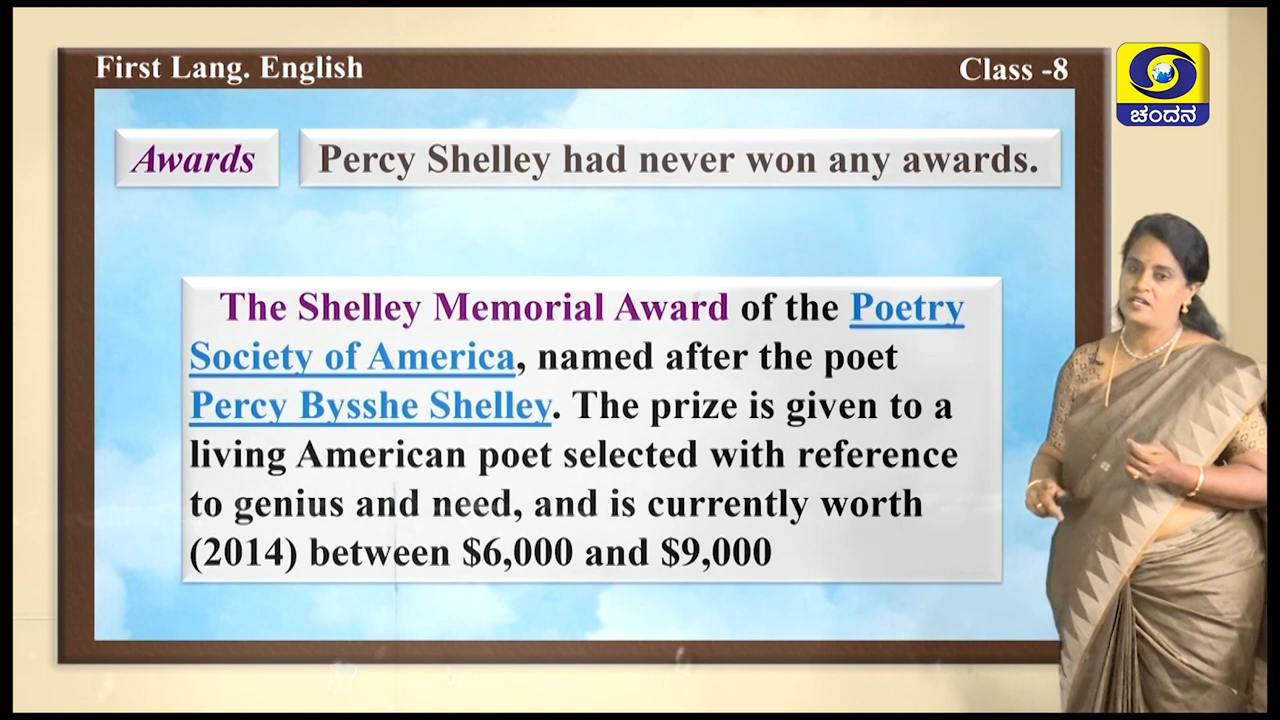 First Lang. English
Class -8
ಚಂದನ
Awards
Percy Shelley had never won any awards.
The Shelley Memorial Award of the Poetry
Society of America, named after the poet
Percy Bysshe Shelley. The prize is given to a
living American poet selected with reference
to genius and need, and is currently worth
(2014) between $6,000 and $9,000